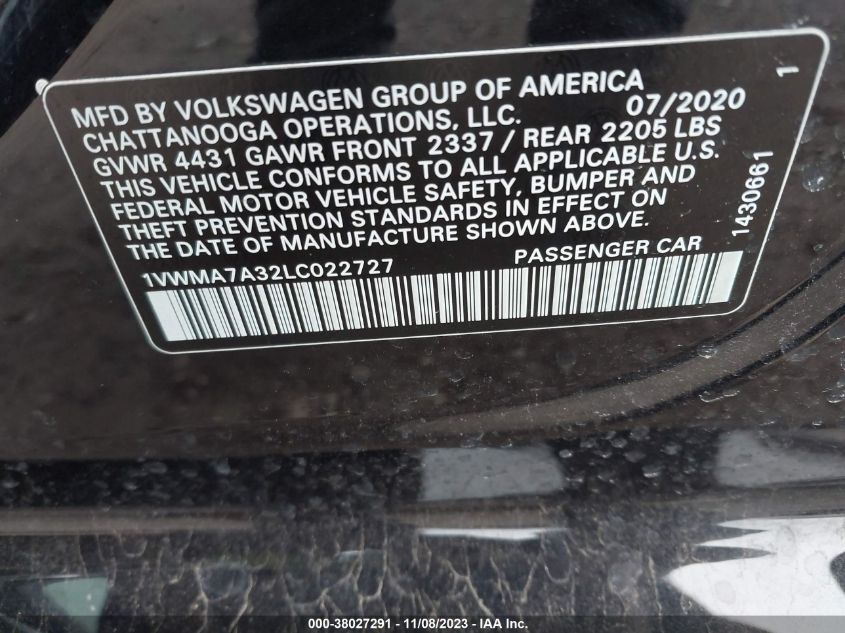 MFD BY VOLKSWAGEN GROUP OF AMERICA
CHATTANOOGA OPERATIONS, LLC. 07/2020 1
GVWR 4431 GAWR FRONT 2337 / REAR 2205 LBS
THIS VEHICLE CONFORMS TO ALL APPLICABLE U.S.
FEDERAL MOTOR VEHICLE SAFETY, BUMPER AND
THEFT PREVENTION STANDARDS IN EFFECT ON
THE DATE OF MANUFACTURE SHOWN ABOVE.
1VWMA7A32LC022727 PASSENGER CAR
1430661
000-38027291 - 11/08/2023 - IAA Inc.